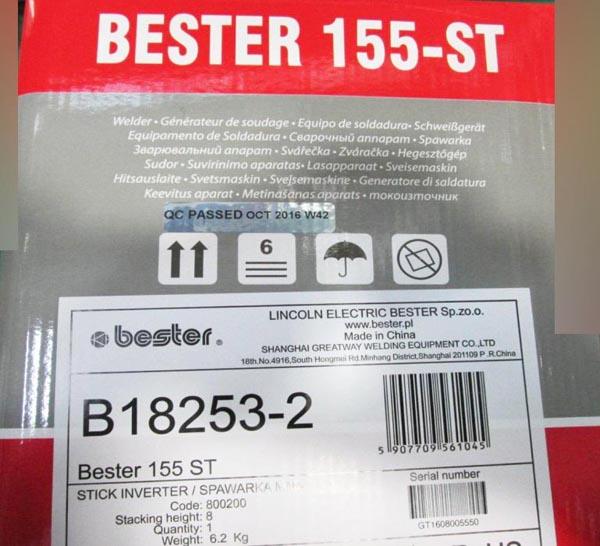 BESTER 155-ST
Welder • Générateur de soudage • Equipo de soldadura • Schweißgerät
Equipamento de Soldadura • Сварочный аппарат • Spawarka
Зварювальний апарат • Svářečka • Zváračka • Hegesztőgép
Sudor • Suvirinimo aparatas • Lasapparaat • Sveisemaskin
Hitsauslaite • Svetsmaskin • Svejsemaskine • Generatore di saldatura
Keevitus aparat • Metināšanas aparats • токоизточник
QC PASSED OCT 2016 W42
6
bester®
LINCOLN ELECTRIC BESTER Sp.zo.o.
www.bester.pl
Made in China
SHANGHAI GREATWAY WELDING EQUIPMENT CO.,LTD
18th.No.4916,South Hongmei Rd.Minhang District,Shanghai 201109 P .R.China
B18253-2
5 907709 561045
Bester 155 ST
STICK INVERTER / SPAWARKA
Serial number
Code: 800200
Stacking height: 8
Quantity: 1
Weight: 6.2 Kg
GT1608005550